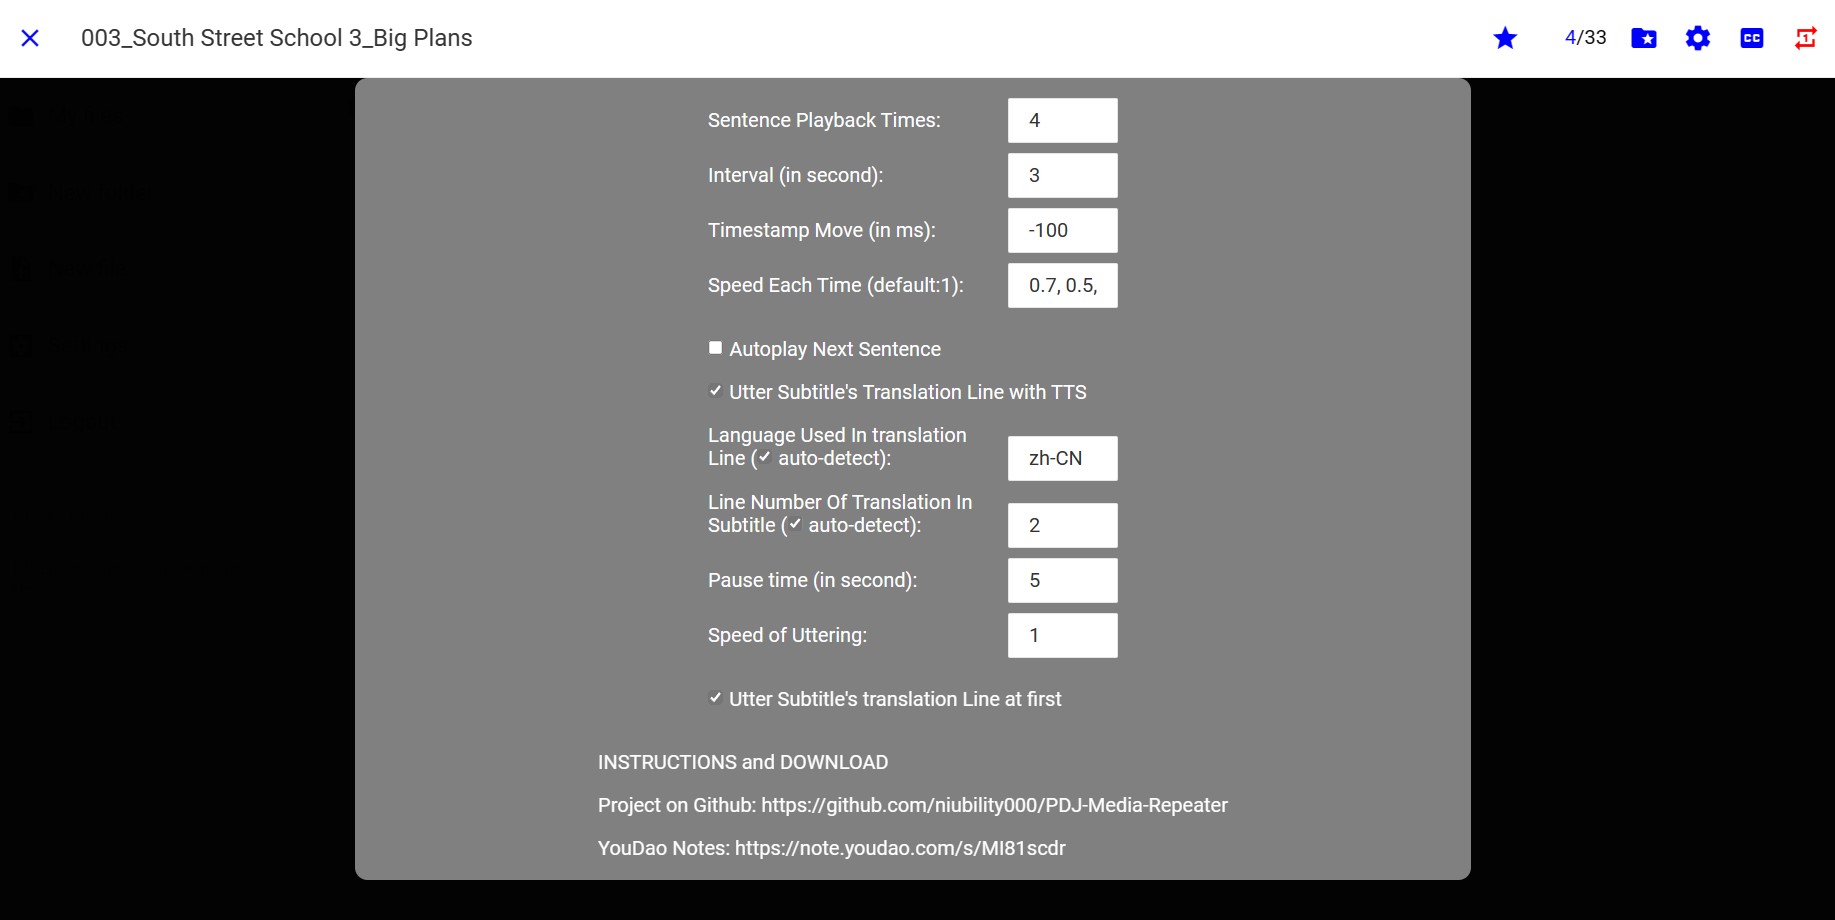 003_South Street School 3_Big Plans
4/33
CC
1
Sentence Playback Times:
4
Interval (in second):
3
Timestamp Move (in ms):
-100
Speed Each Time (default:1):
0.7, 0.5,
Autoplay Next Sentence
Utter Subtitle's Translation Line with TTS
Language Used In translation
Line ( auto-detect):
zh-CN
Line Number Of Translation In
Subtitle ( auto-detect):
2
Pause time (in second):
5
Speed of Uttering:
1
Utter Subtitle's translation Line at first
INSTRUCTIONS and DOWNLOAD
Project on Github: https://github.com/niubility000/PDJ-Media-Repeater
YouDao Notes: https://note.youdao.com/s/MI81scdr